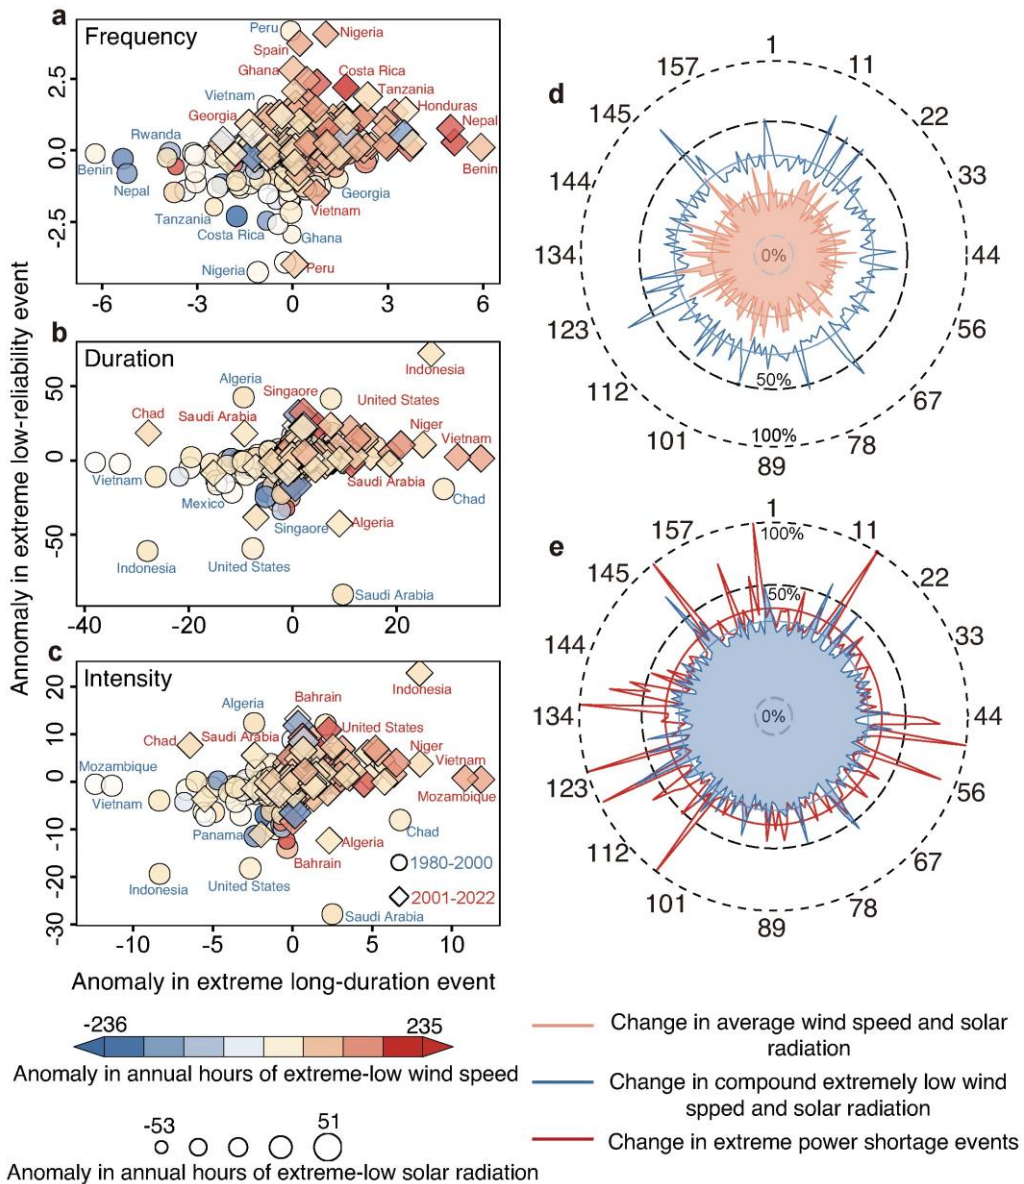 a
Frequency
Peru
Nigeria
Spain
Ghana
Costa Rica
Vietnam
Tanzania
Honduras
Georgia
Nepal
Rwanda
Benin
Benin
Nepal
Georgia
Tanzania
Vietnam
Costa Rica
Ghana
Nigeria
Peru
2.5
0.0
-2.5
-6
-3
0
3
6
b
Duration
Indonesia
Algeria
Singaore
United States
Chad
Saudi Arabia
Niger
Vietnam
Vietnam
Saudi Arabia
Mexico
Chad
Singaore
Algeria
Indonesia
United States
Saudi Arabia
50
0
-50
-40
-20
0
20
c
Intensity
Indonesia
Bahrain
Algeria
United States
Chad
Saudi Arabia
Niger
Vietnam
Mozambique
Vietnam
Mozambique
Panama
Chad
Algeria
Bahrain
1980-2000
Indonesia
United States
2001-2022
Saudi Arabia
20
10
0
-10
-20
-30
-10
-5
0
5
10
Annomaly in extreme low-reliability event
Anomaly in extreme long-duration event
-236
235
Anomaly in annual hours of extreme-low wind speed
-53
51
Anomaly in annual hours of extreme-low solar radiation
d
1
11
22
33
44
56
67
78
89
101
112
123
134
144
145
157
0%
50%
100%
e
1
11
22
33
44
56
67
78
89
101
112
123
134
144
145
157
100%
50%
0%
Change in average wind speed and solar
radiation
Change in compound extremely low wind
spped and solar radiation
Change in extreme power shortage events